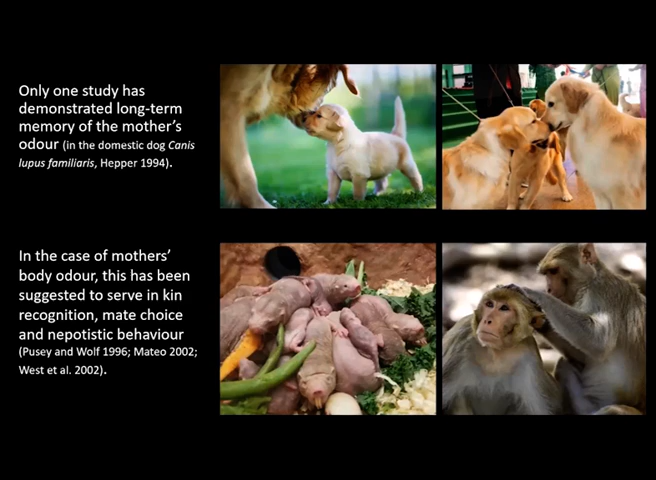 Only one study has
demonstrated long-term
memory of the mother's
odour (in the domestic dog Canis
lupus familiaris, Hepper 1994).
In the case of mothers'
body odour, this has been
suggested to serve in kin
recognition, mate choice
and nepotistic behaviour
(Pusey and Wolf 1996; Mateo 2002;
West et al. 2002).